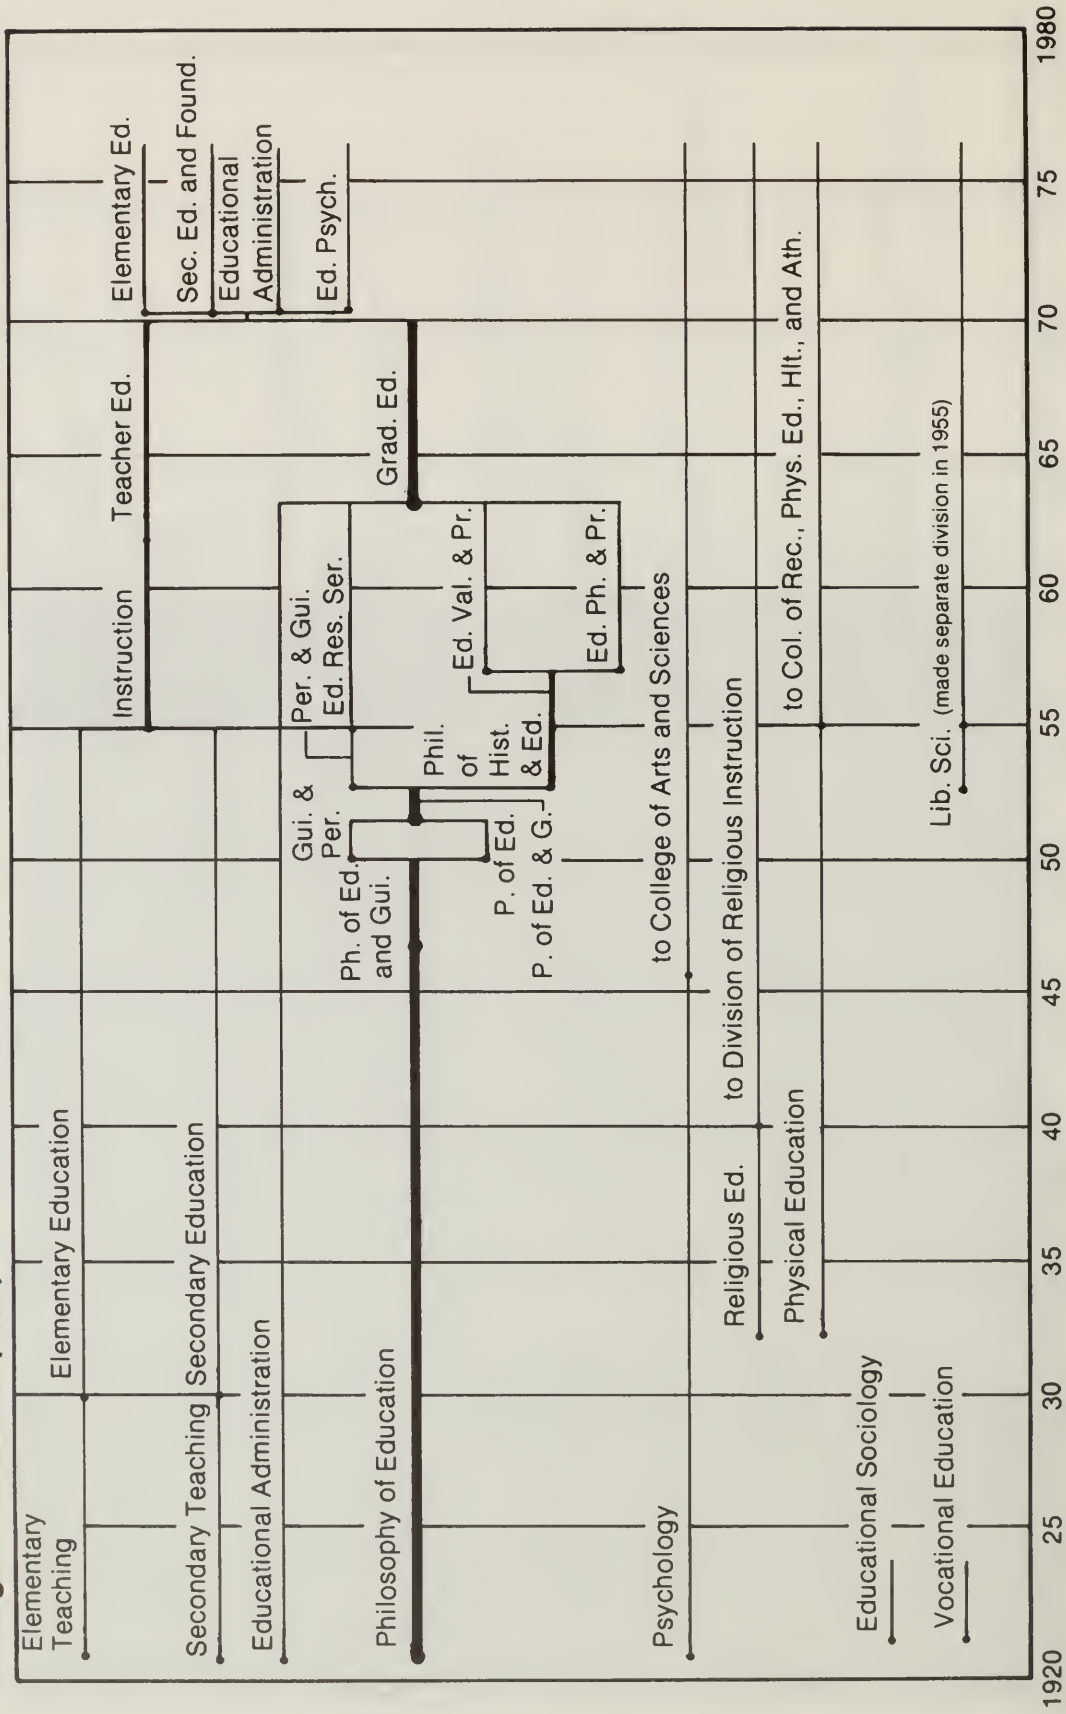 Elementary
Teaching
Elementary Education
Secondary Teaching
Secondary Education
Educational Administration
Philosophy of Education
Ph. of Ed.
and Gui.
Gui. &
Per.
P. of Ed.
P. of Ed. & G.
Phil.
of
Hist.
& Ed.
Per. & Gui.
Ed. Res. Ser.
Ed. Val. & Pr.
Ed. Ph. & Pr.
Instruction
Teacher Ed.
Grad. Ed.
Elementary Ed.
Sec. Ed. and Found.
Educational
Administration
Ed. Psych.
Psychology
to College of Arts and Sciences
Religious Ed.
to Division of Religious Instruction
Physical Education
to Col. of Rec., Phys. Ed., Hlt., and Ath.
Educational Sociology
Vocational Education
Lib. Sci. (made separate division in 1955)
1920 25 30 35 40 45 50 55 60 65 70 75 1980